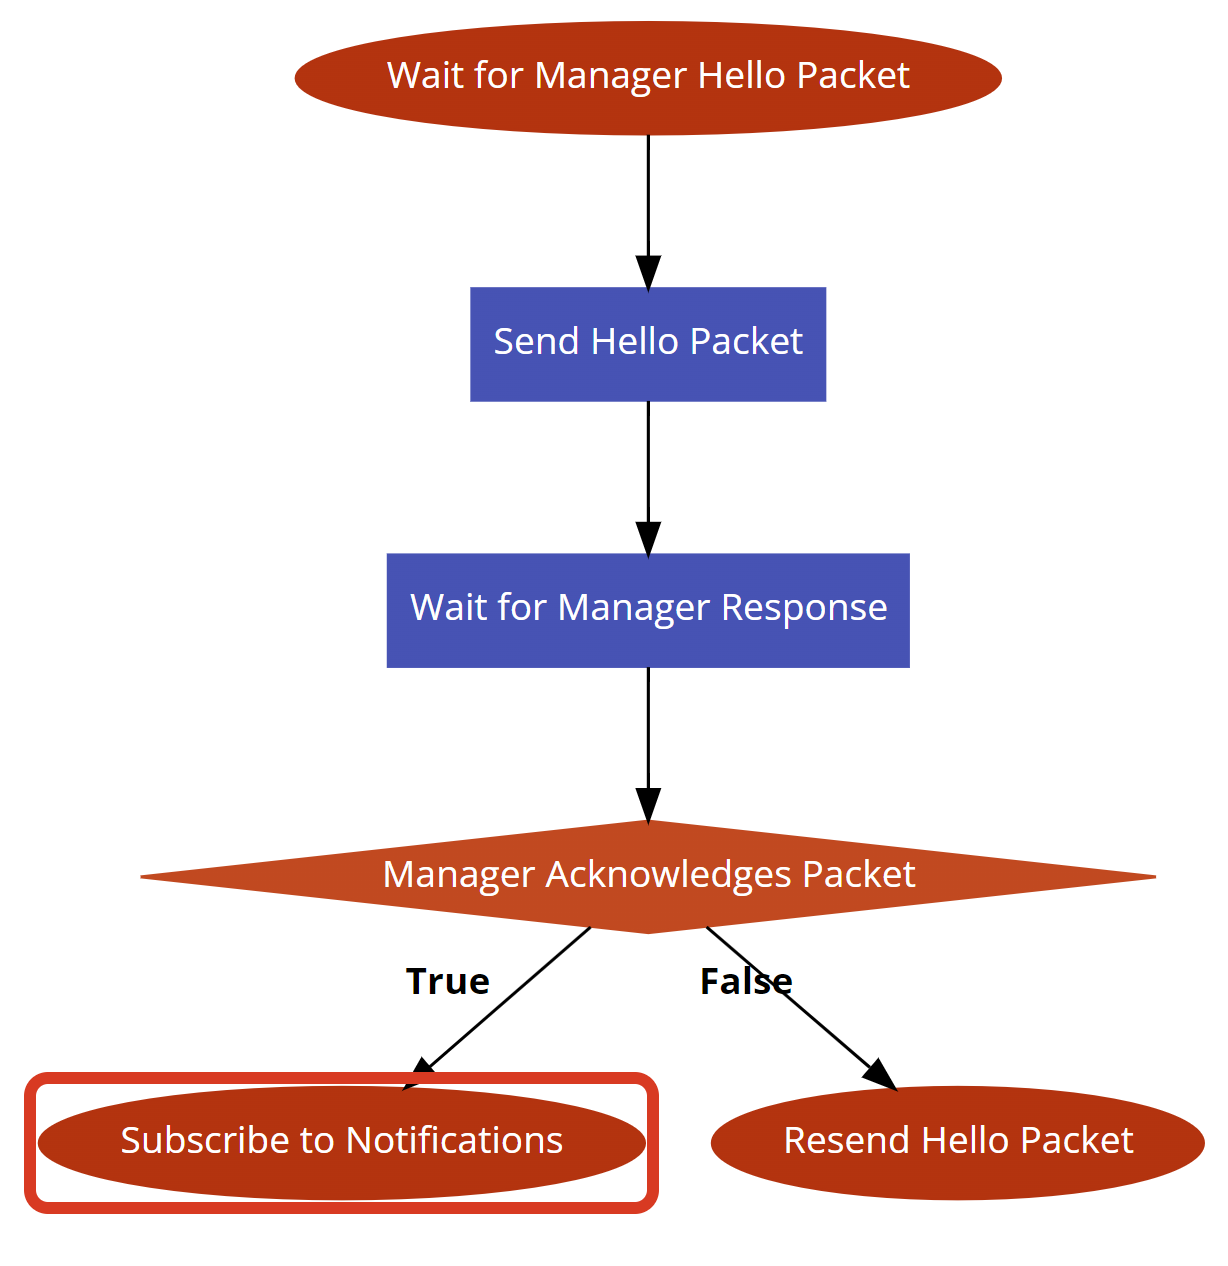 Wait for Manager Hello Packet
Send Hello Packet
Wait for Manager Response
Manager Acknowledges Packet
True
False
Subscribe to Notifications
Resend Hello Packet